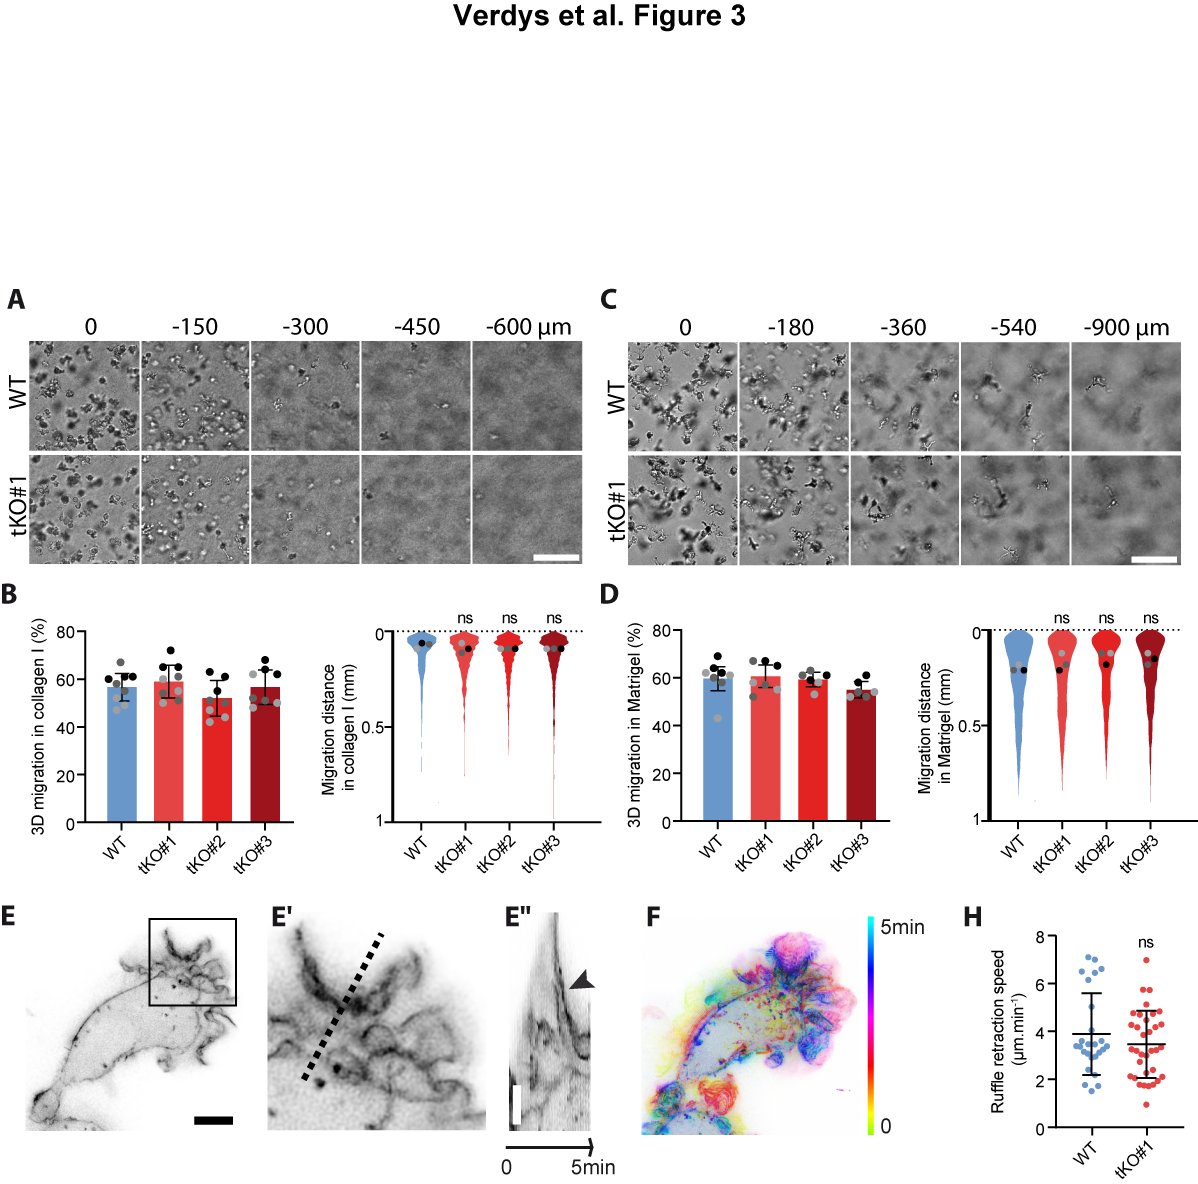 Verdys et al. Figure 3
A
0 -150 -300 -450 -600 µm
WT
tKO#1
C
0 -180 -360 -540 -900 µm
WT
tKO#1
B
3D migration in collagen I (%)
80
60
40
20
0
WT tKO#1 tKO#2 tKO#3
Migration distance
in collagen I (mm)
ns ns ns
0
0.5
1
WT tKO#1 tKO#2 tKO#3
D
3D migration in Matrigel (%)
80
60
40
20
0
WT tKO#1 tKO#2 tKO#3
Migration distance
in Matrigel (mm)
ns ns ns
0
0.5
1
WT tKO#1 tKO#2 tKO#3
E
E'
E"
0 5min
F
5min
0
H
Ruffle retraction speed
(µm.min-1)
ns
8
6
4
2
0
WT tKO#1